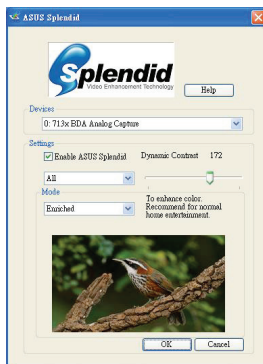 ASUS Splendid
Splendid
Video Enhancement Technology
Help
Devices
0: 713x BDA Analog Capture
Settings
Enable ASUS Splendid
Dynamic Contrast 172
All
Mode
Enriched
To enhance color.
Recommend for normal
home entertainment.
OK
Cancel